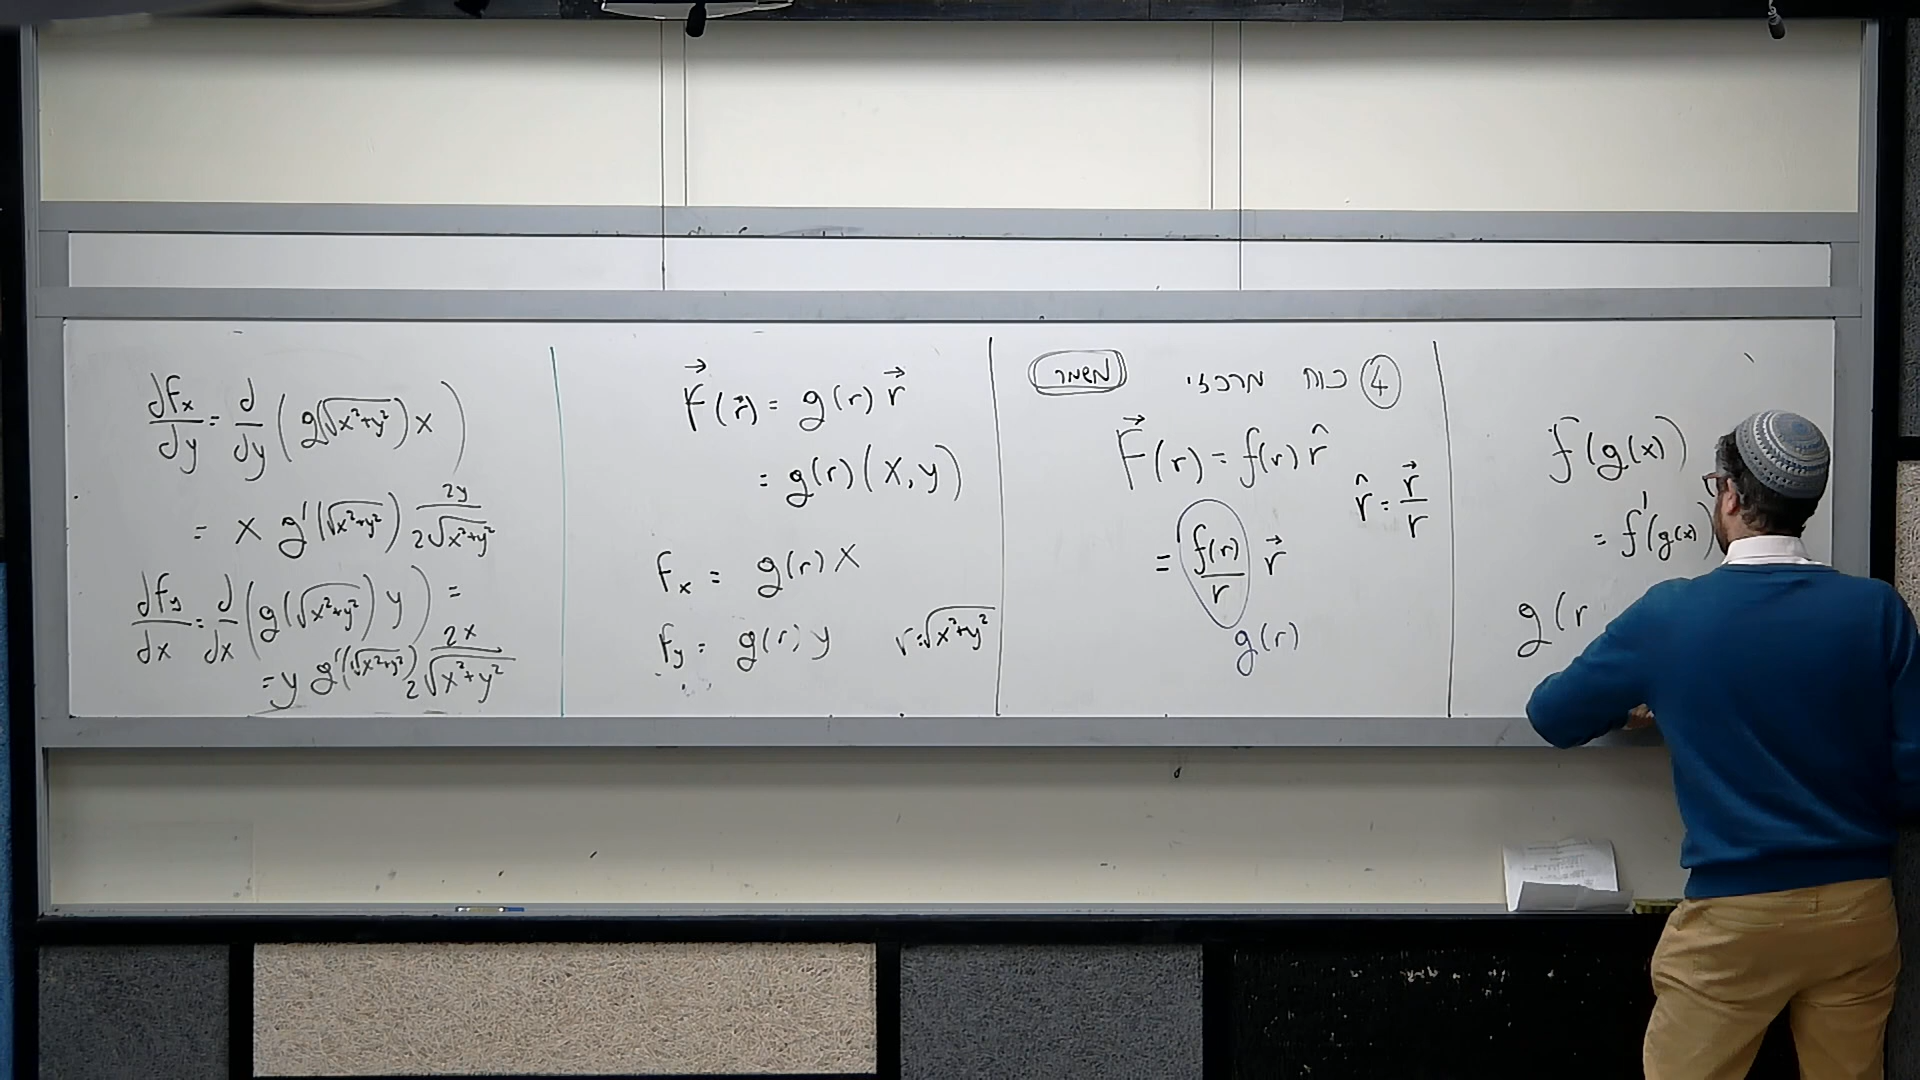 ④ כוח מרכזי משמר
F⃗(r) = f(r) r̂
r̂ = r⃗/r
= f(r)/r r⃗
g(r)
F⃗(r⃗) = g(r) r⃗
= g(r)(x,y)
Fx = g(r) x
Fy = g(r) y r=√(x²+y²)
dFx/dy = d/dy (g(√(x²+y²)) x)
= x g'(√(x²+y²)) 2y/2√(x²+y²)
dFy/dx = d/dx (g(√(x²+y²)) y) =
= y g'(√(x²+y²)) 2x/2√(x²+y²)
f(g(x))
= f'(g(x))
g(r